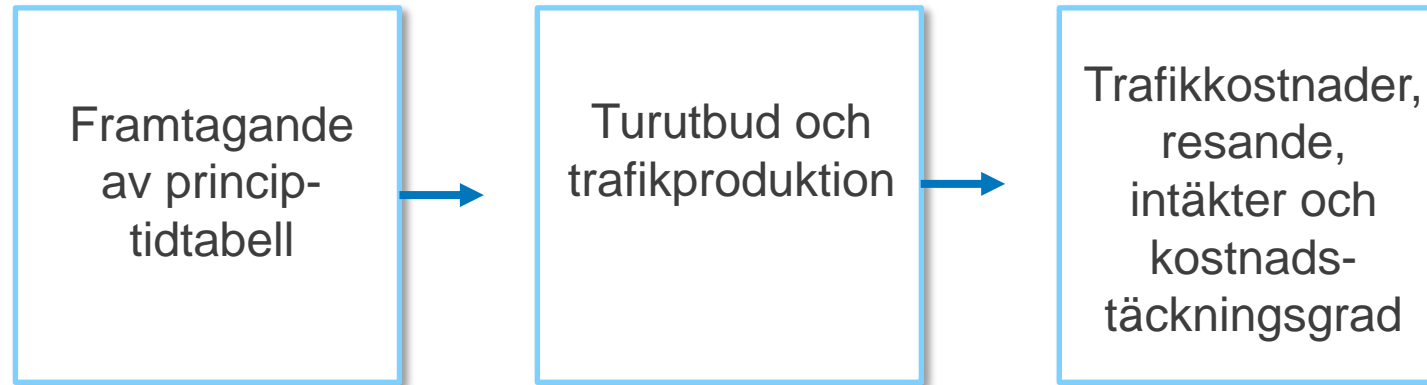 Framtagande
av princip-
tidtabell
Turutbud och
trafikproduktion
Trafikkostnader,
resande,
intäkter och
kostnads-
täckningsgrad